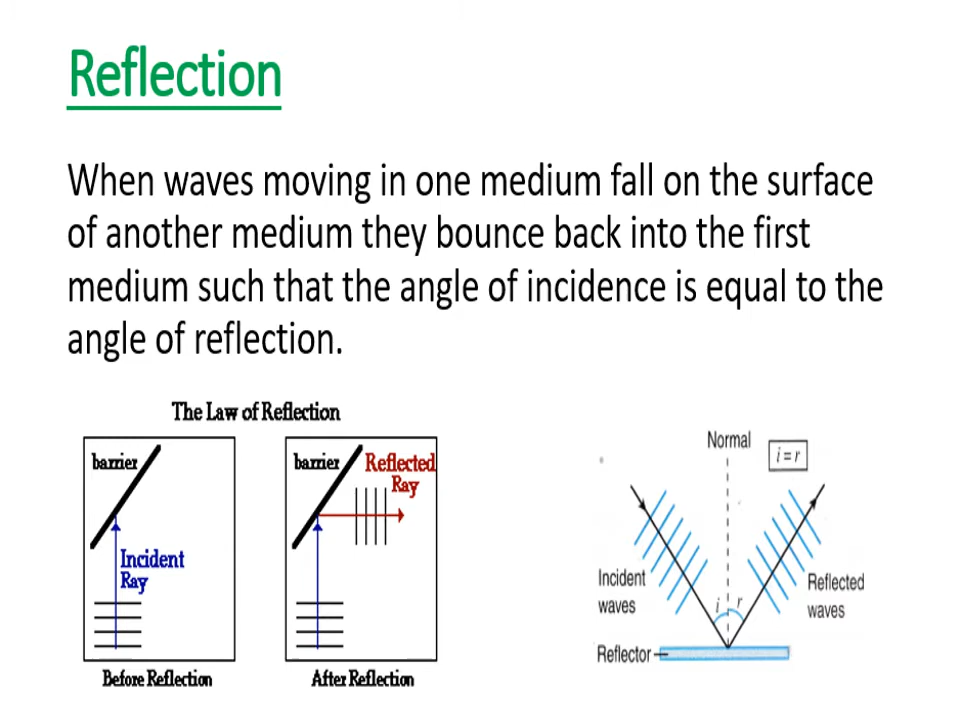 Reflection
When waves moving in one medium fall on the surface
of another medium they bounce back into the first
medium such that the angle of incidence is equal to the
angle of reflection.
The Law of Reflection
barrier
Incident
Ray
Before Reflection
barrier
Reflected
Ray
After Reflection
Normal
i = r
Incident
waves
i
r
Reflected
waves
Reflector